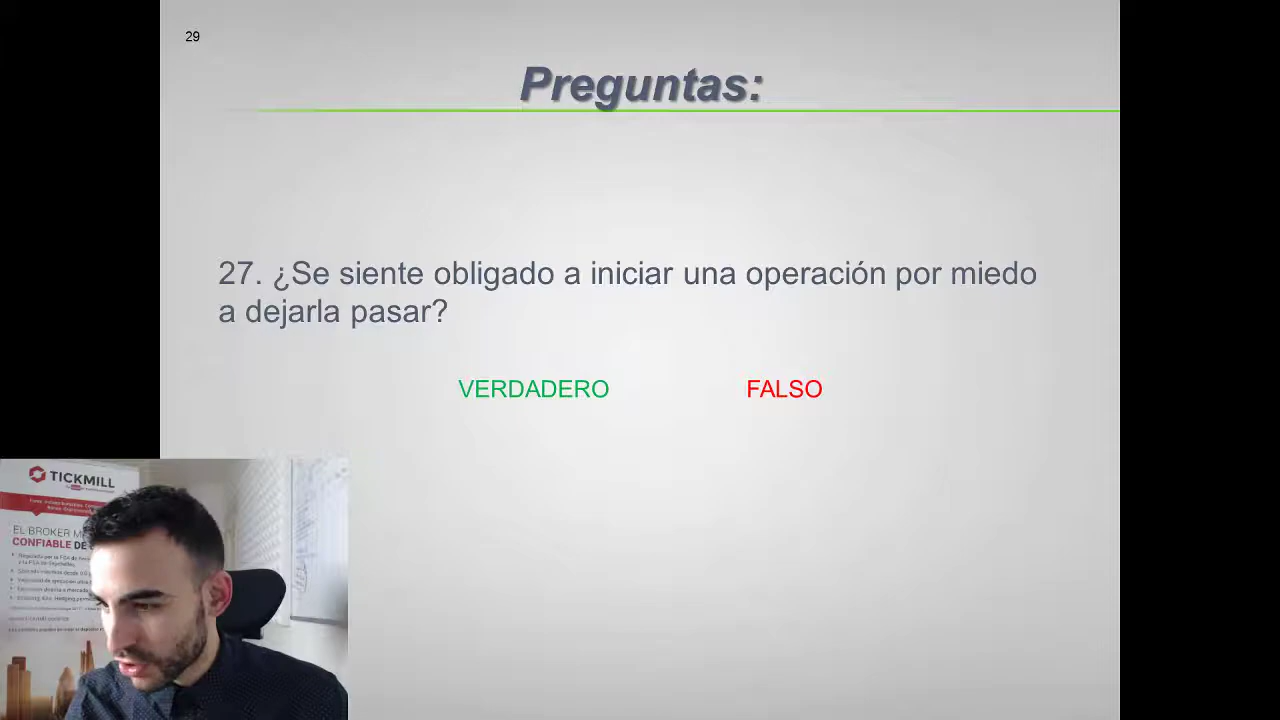 29
Preguntas:
27. ¿Se siente obligado a iniciar una operación por miedo
a dejarla pasar?
VERDADERO FALSO
TICKMILL
EL BROKER
CONFIABLE DE